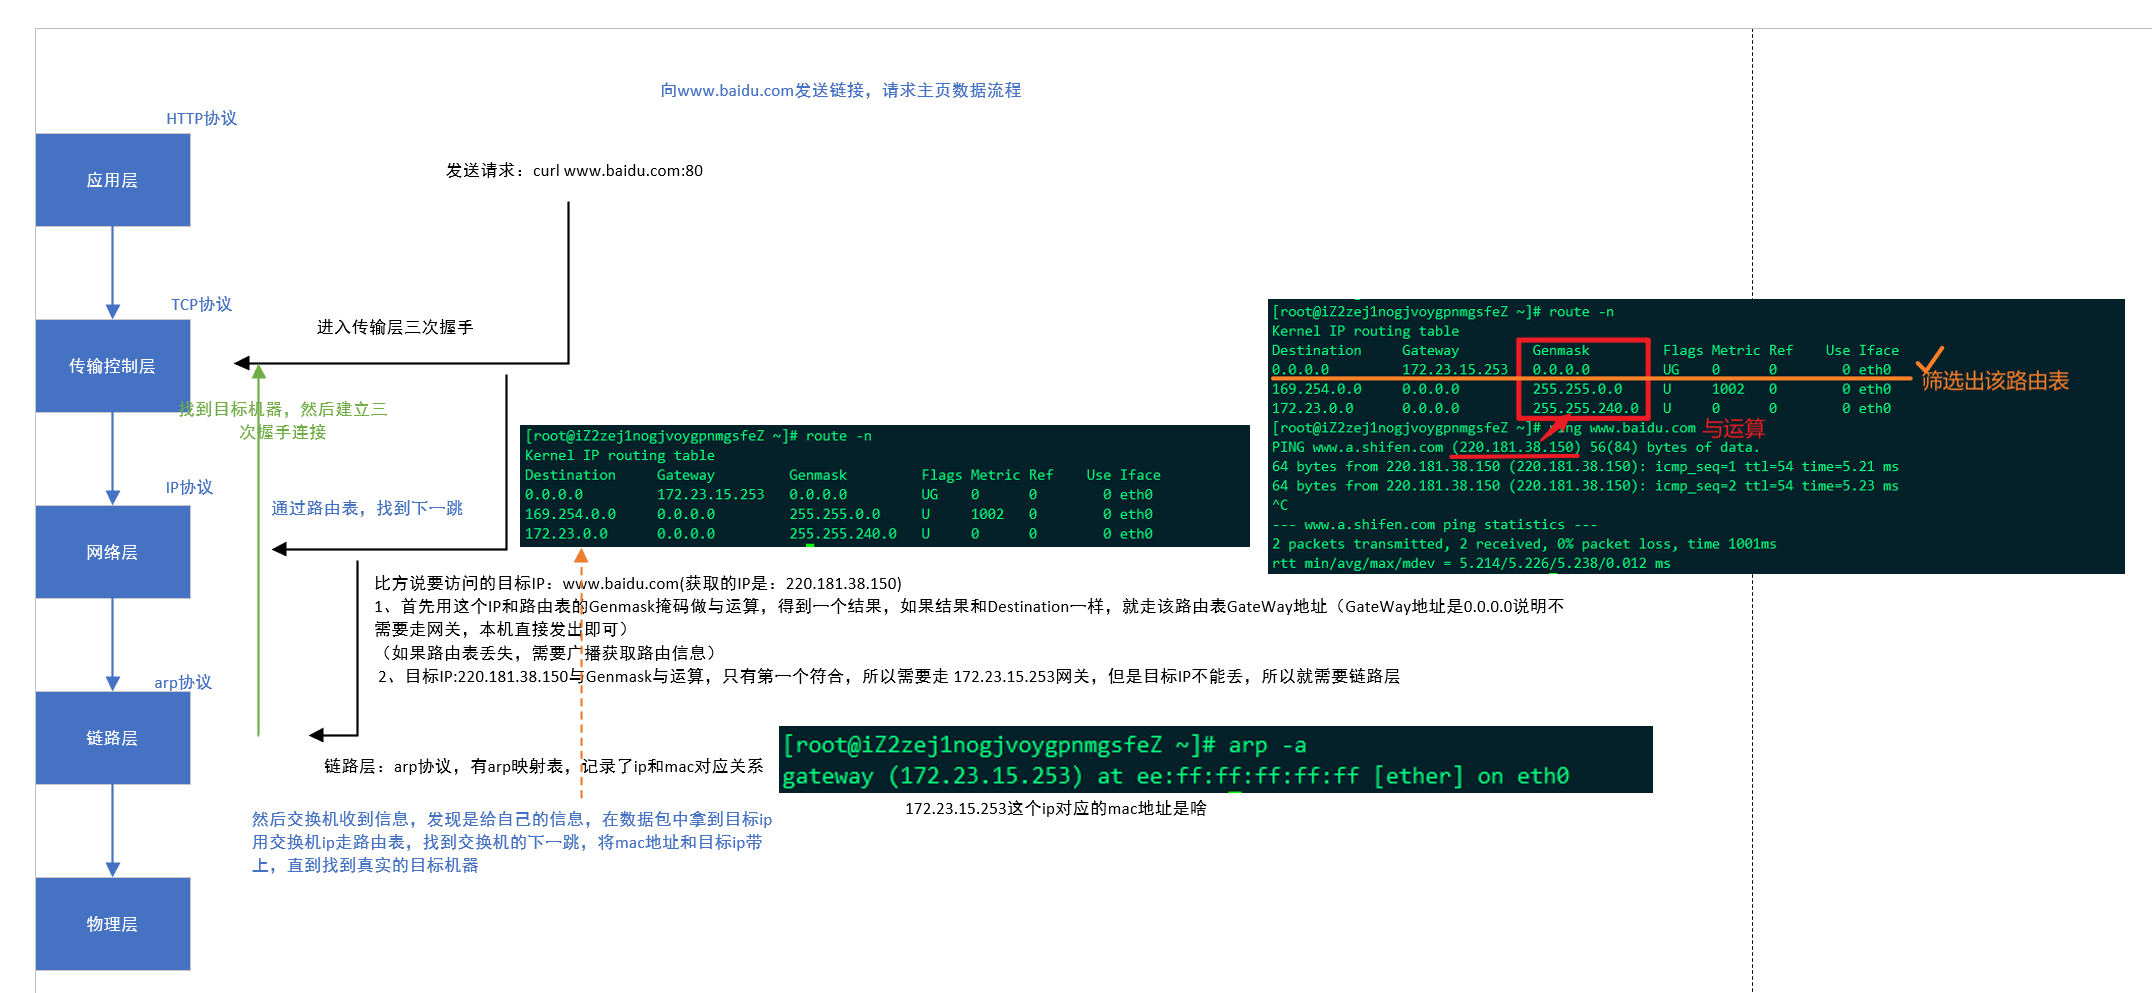 向www.baidu.com发送链接，请求主页数据流程
HTTP协议
应用层
发送请求：curl www.baidu.com:80
TCP协议
传输控制层
进入传输层三次握手
找到目标机器，然后建立三
次握手连接
IP协议
网络层
通过路由表，找到下一跳
[root@iZ2zej1nogjvoygpnmgsfeZ ~]# route -n
Kernel IP routing table
Destination Gateway Genmask Flags Metric Ref Use Iface
0.0.0.0 172.23.15.253 0.0.0.0 UG 0 0 0 eth0
169.254.0.0 0.0.0.0 255.255.0.0 U 1002 0 0 eth0
172.23.0.0 0.0.0.0 255.255.240.0 U 0 0 0 eth0
[root@iZ2zej1nogjvoygpnmgsfeZ ~]# route -n
Kernel IP routing table
Destination Gateway Genmask Flags Metric Ref Use Iface
0.0.0.0 172.23.15.253 0.0.0.0 UG 0 0 0 eth0
筛选出该路由表
169.254.0.0 0.0.0.0 255.255.0.0 U 1002 0 0 eth0
172.23.0.0 0.0.0.0 255.255.240.0 U 0 0 0 eth0
[root@iZ2zej1nogjvoygpnmgsfeZ ~]# ping www.baidu.com
与运算
PING www.a.shifen.com (220.181.38.150) 56(84) bytes of data.
64 bytes from 220.181.38.150 (220.181.38.150): icmp_seq=1 ttl=54 time=5.21 ms
64 bytes from 220.181.38.150 (220.181.38.150): icmp_seq=2 ttl=54 time=5.23 ms
^C
--- www.a.shifen.com ping statistics ---
2 packets transmitted, 2 received, 0% packet loss, time 1001ms
rtt min/avg/max/mdev = 5.214/5.226/5.238/0.012 ms
比方说要访问的目标IP：www.baidu.com(获取的IP是：220.181.38.150)
1、首先用这个IP和路由表的Genmask掩码做与运算，得到一个结果，如果结果和Destination一样，就走该路由表GateWay地址（GateWay地址是0.0.0.0说明不
需要走网关，本机直接发出即可）
（如果路由表丢失，需要广播获取路由信息）
2、目标IP:220.181.38.150与Genmask与运算，只有第一个符合，所以需要走 172.23.15.253网关，但是目标IP不能丢，所以就需要链路层
arp协议
链路层
链路层：arp协议，有arp映射表，记录了ip和mac对应关系
[root@iZ2zej1nogjvoygpnmgsfeZ ~]# arp -a
gateway (172.23.15.253) at ee:ff:ff:ff:ff:ff [ether] on eth0
172.23.15.253这个ip对应的mac地址是啥
然后交换机收到信息，发现是给自己的信息，在数据包中拿到目标ip
用交换机ip走路由表，找到交换机的下一跳，将mac地址和目标ip带
上，直到找到真实的目标机器
物理层